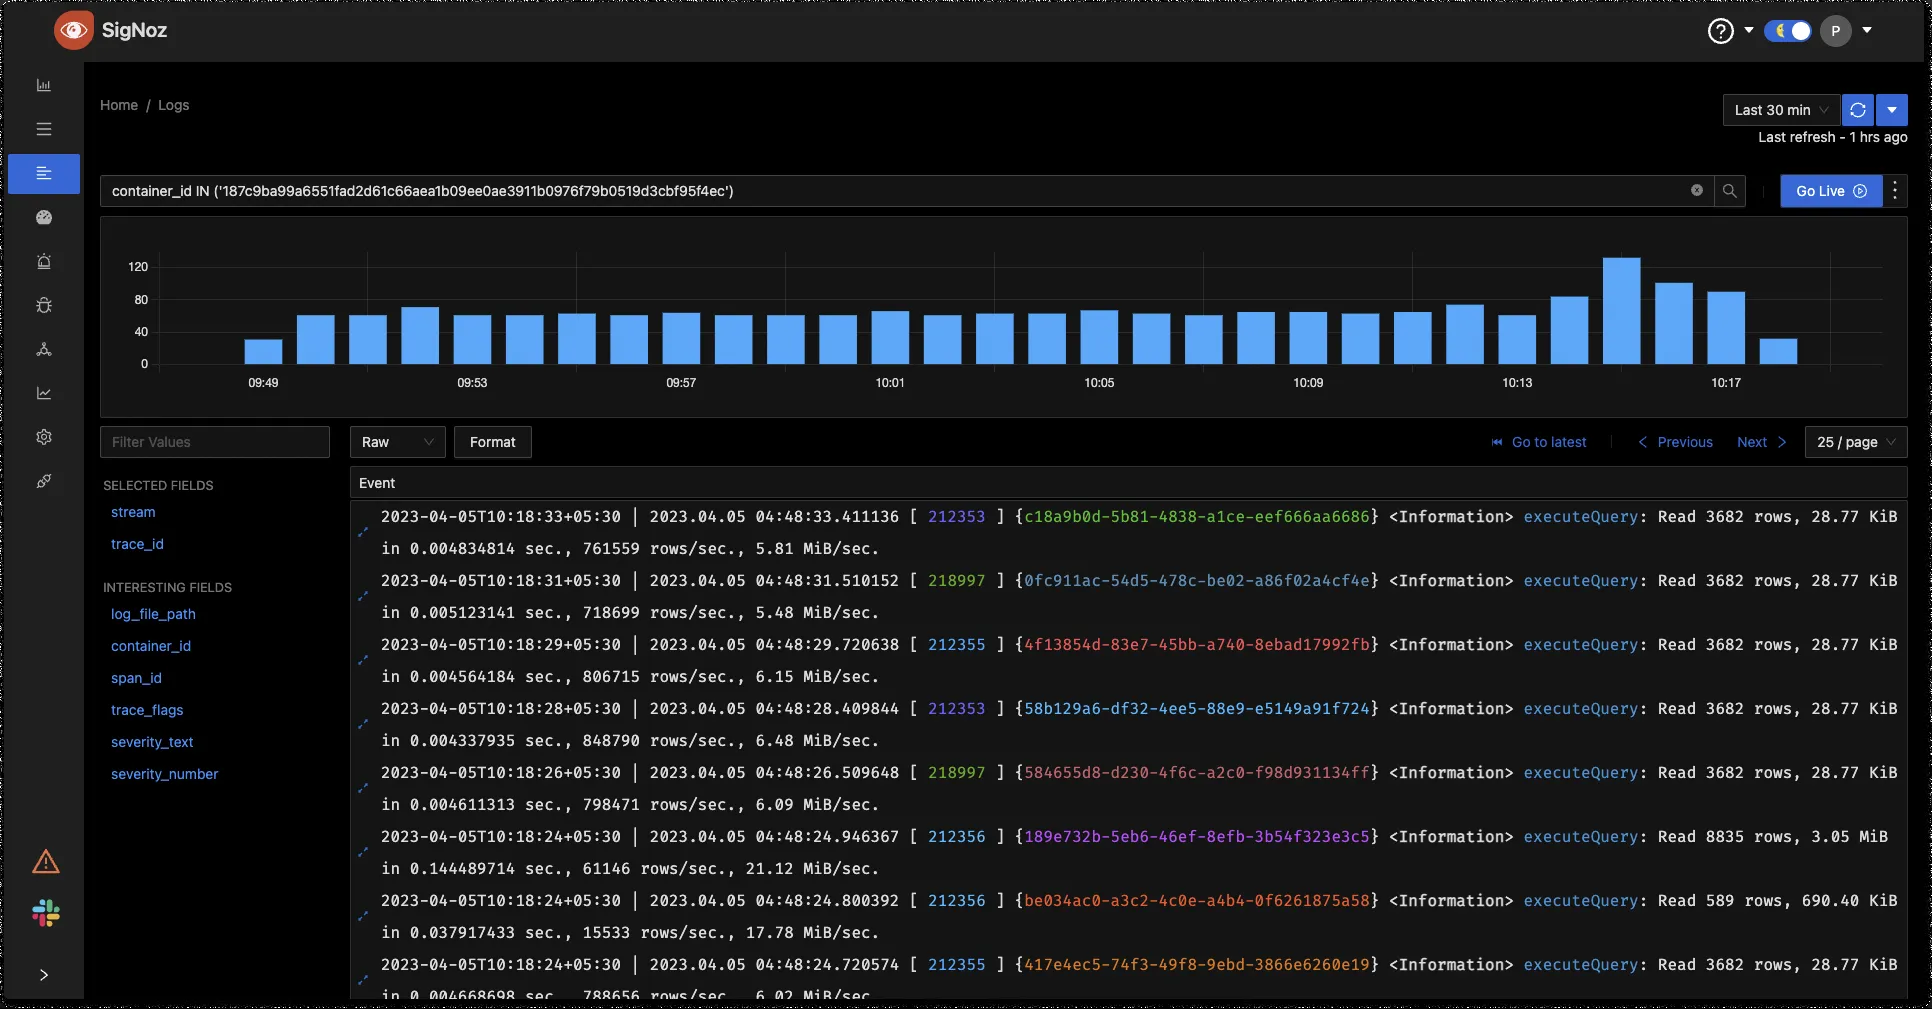 SigNoz
P
Home / Logs
Last 30 min
Last refresh - 1 hrs ago
container_id IN ('187c9ba99a6551fad2d61c66aea1b09ee0ae3911b0976f79b0519d3cbf95f4ec')
Go Live
120
80
40
0
09:49 09:53 09:57 10:01 10:05 10:09 10:13 10:17
Filter Values
Raw
Format
Go to latest
Previous
Next
25 / page
SELECTED FIELDS
stream
trace_id
INTERESTING FIELDS
log_file_path
container_id
span_id
trace_flags
severity_text
severity_number
Event
2023-04-05T10:18:33+05:30 | 2023.04.05 04:48:33.411136 [ 212353 ] {c18a9b0d-5b81-4838-a1ce-eef666aa6686} <Information> executeQuery: Read 3682 rows, 28.77 KiB
in 0.004834814 sec., 761559 rows/sec., 5.81 MiB/sec.
2023-04-05T10:18:31+05:30 | 2023.04.05 04:48:31.510152 [ 218997 ] {0fc911ac-54d5-478c-be02-a86f02a4cf4e} <Information> executeQuery: Read 3682 rows, 28.77 KiB
in 0.005123141 sec., 718699 rows/sec., 5.48 MiB/sec.
2023-04-05T10:18:29+05:30 | 2023.04.05 04:48:29.720638 [ 212355 ] {4f13854d-83e7-45bb-a740-8ebad17992fb} <Information> executeQuery: Read 3682 rows, 28.77 KiB
in 0.004564184 sec., 806715 rows/sec., 6.15 MiB/sec.
2023-04-05T10:18:28+05:30 | 2023.04.05 04:48:28.409844 [ 212353 ] {58b129a6-df32-4ee5-88e9-e5149a91f724} <Information> executeQuery: Read 3682 rows, 28.77 KiB
in 0.004337935 sec., 848790 rows/sec., 6.48 MiB/sec.
2023-04-05T10:18:26+05:30 | 2023.04.05 04:48:26.509648 [ 218997 ] {584655d8-d230-4f6c-a2c0-f98d931134ff} <Information> executeQuery: Read 3682 rows, 28.77 KiB
in 0.004611313 sec., 798471 rows/sec., 6.09 MiB/sec.
2023-04-05T10:18:24+05:30 | 2023.04.05 04:48:24.946367 [ 212356 ] {189e732b-5eb6-46ef-8efb-3b54f323e3c5} <Information> executeQuery: Read 8835 rows, 3.05 MiB
in 0.144489714 sec., 61146 rows/sec., 21.12 MiB/sec.
2023-04-05T10:18:24+05:30 | 2023.04.05 04:48:24.800392 [ 212356 ] {be034ac0-a3c2-4c0e-a4b4-0f6261875a58} <Information> executeQuery: Read 589 rows, 690.40 KiB
in 0.037917433 sec., 15533 rows/sec., 17.78 MiB/sec.
2023-04-05T10:18:24+05:30 | 2023.04.05 04:48:24.720574 [ 212355 ] {417e4ec5-74f3-49f8-9ebd-3866e6260e19} <Information> executeQuery: Read 3682 rows, 28.77 KiB
in 0.004668698 sec., 788656 rows/sec., 6.02 MiB/sec.